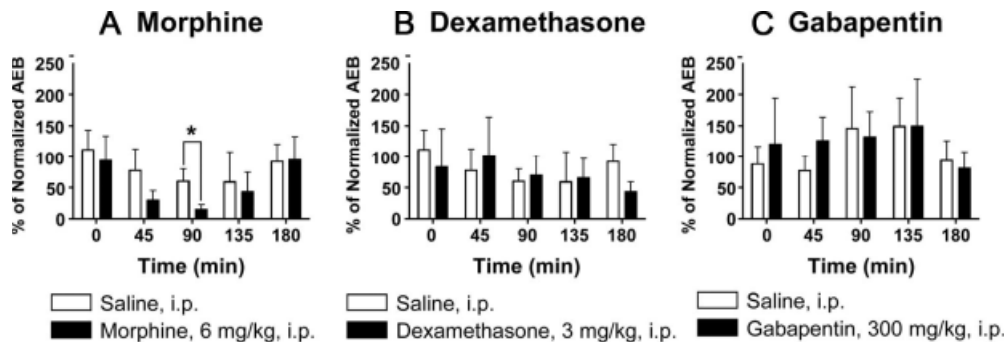 A Morphine
% of Normalized AEB
250
200
150
100
50
0
*
0 45 90 135 180
Time (min)
Saline, i.p.
Morphine, 6 mg/kg, i.p.
B Dexamethasone
% of Normalized AEB
250
200
150
100
50
0
0 45 90 135 180
Time (min)
Saline, i.p.
Dexamethasone, 3 mg/kg, i.p.
C Gabapentin
% of Normalized AEB
250
200
150
100
50
0
0 45 90 135 180
Time (min)
Saline, i.p.
Gabapentin, 300 mg/kg, i.p.